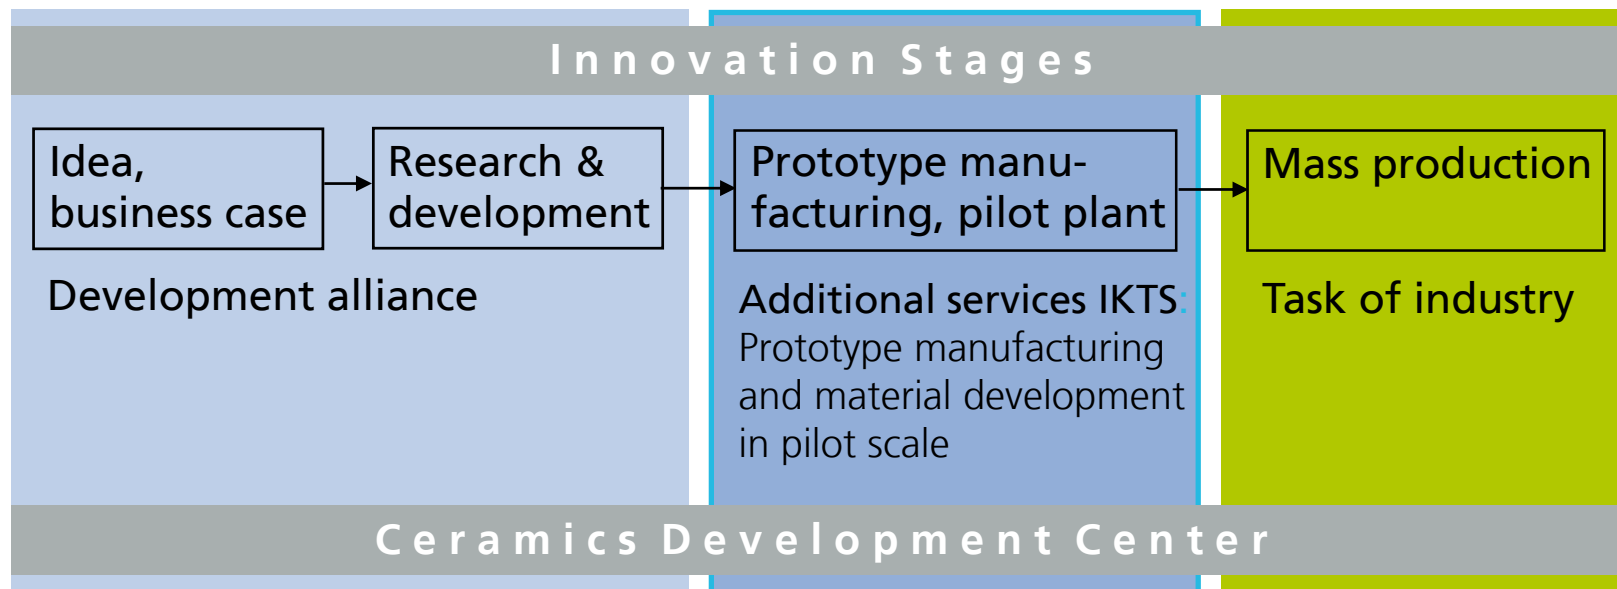 Innovation Stages
Idea,
business case
Research &
development
Prototype manu-
facturing, pilot plant
Mass production
Development alliance
Additional services IKTS:
Prototype manufacturing
and material development
in pilot scale
Task of industry
Ceramics Development Center